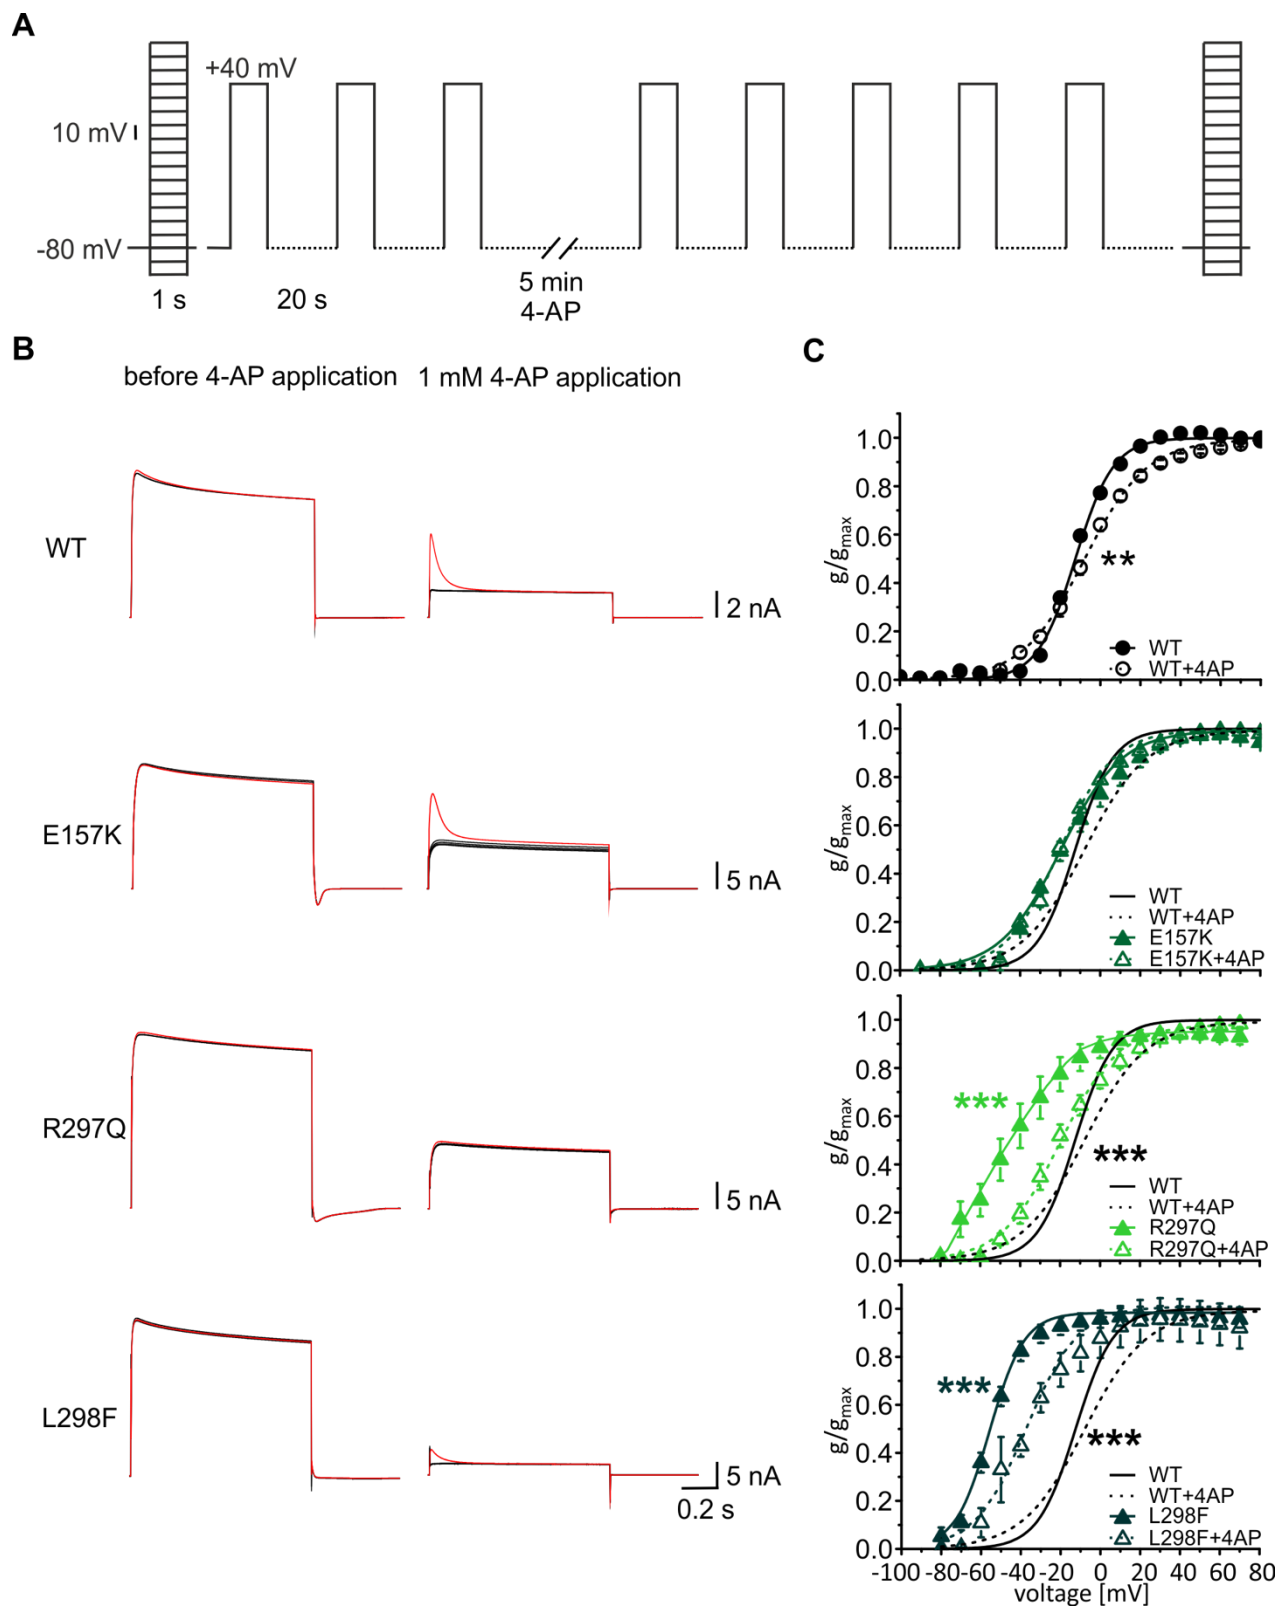 A
+40 mV
10 mV
-80 mV
1 s
20 s
5 min
4-AP
B
before 4-AP application
1 mM 4-AP application
WT
2 nA
E157K
5 nA
R297Q
5 nA
L298F
5 nA
0.2 s
C
1.0
0.8
0.6
0.4
0.2
0.0
g/gmax
**
WT
WT+4AP
1.0
0.8
0.6
0.4
0.2
0.0
g/gmax
WT
WT+4AP
E157K
E157K+4AP
1.0
0.8
0.6
0.4
0.2
0.0
g/gmax
***
***
WT
WT+4AP
R297Q
R297Q+4AP
1.0
0.8
0.6
0.4
0.2
0.0
g/gmax
***
***
WT
WT+4AP
L298F
L298F+4AP
-100 -80 -60 -40 -20 0 20 40 60 80
voltage [mV]